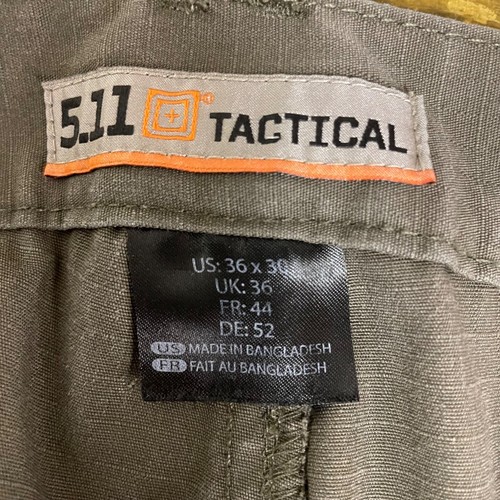 5.11 ® TACTICAL
US: 36 x 30
UK: 36
FR: 44
DE: 52
US MADE IN BANGLADESH
FR FAIT AU BANGLADESH